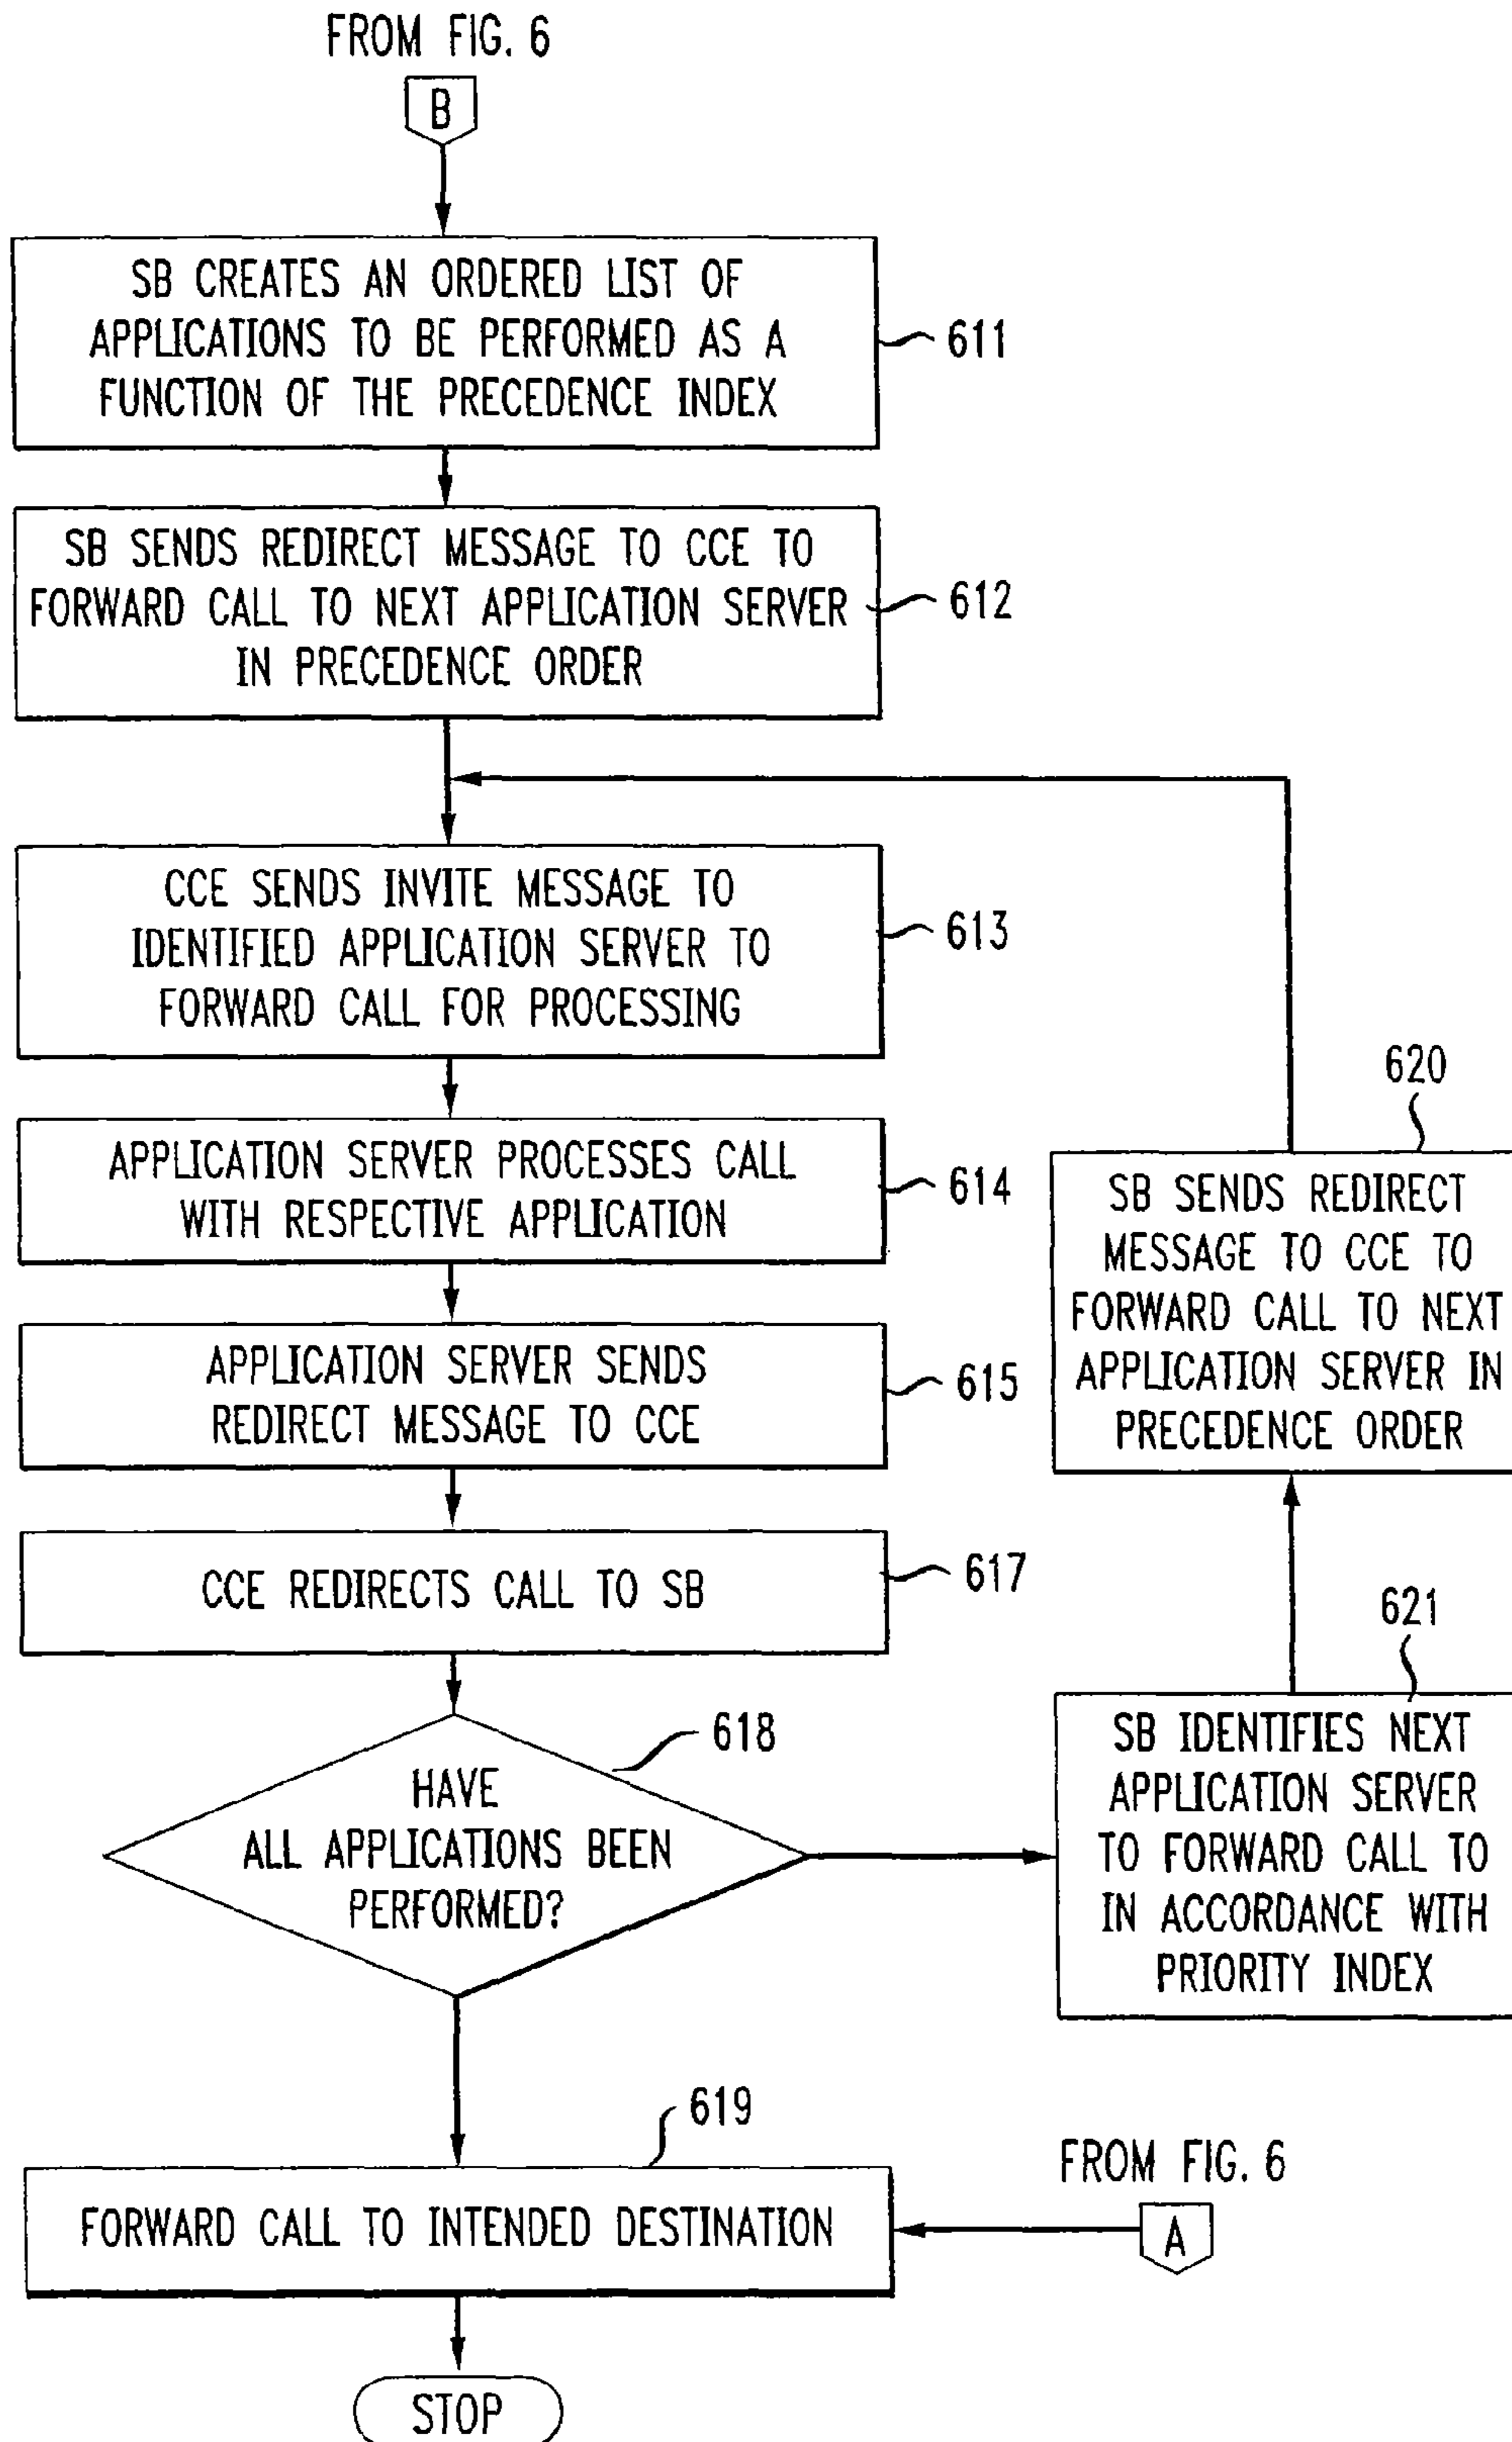 FROM FIG. 6
B
SB CREATES AN ORDERED LIST OF
APPLICATIONS TO BE PERFORMED AS A
FUNCTION OF THE PRECEDENCE INDEX
611
SB SENDS REDIRECT MESSAGE TO CCE TO
FORWARD CALL TO NEXT APPLICATION SERVER
IN PRECEDENCE ORDER
612
CCE SENDS INVITE MESSAGE TO
IDENTIFIED APPLICATION SERVER TO
FORWARD CALL FOR PROCESSING
613
APPLICATION SERVER PROCESSES CALL
WITH RESPECTIVE APPLICATION
614
APPLICATION SERVER SENDS
REDIRECT MESSAGE TO CCE
615
CCE REDIRECTS CALL TO SB
617
HAVE
ALL APPLICATIONS BEEN
PERFORMED?
618
620
SB SENDS REDIRECT
MESSAGE TO CCE TO
FORWARD CALL TO NEXT
APPLICATION SERVER IN
PRECEDENCE ORDER
621
SB IDENTIFIES NEXT
APPLICATION SERVER
TO FORWARD CALL TO
IN ACCORDANCE WITH
PRIORITY INDEX
619
FORWARD CALL TO INTENDED DESTINATION
FROM FIG. 6
A
STOP